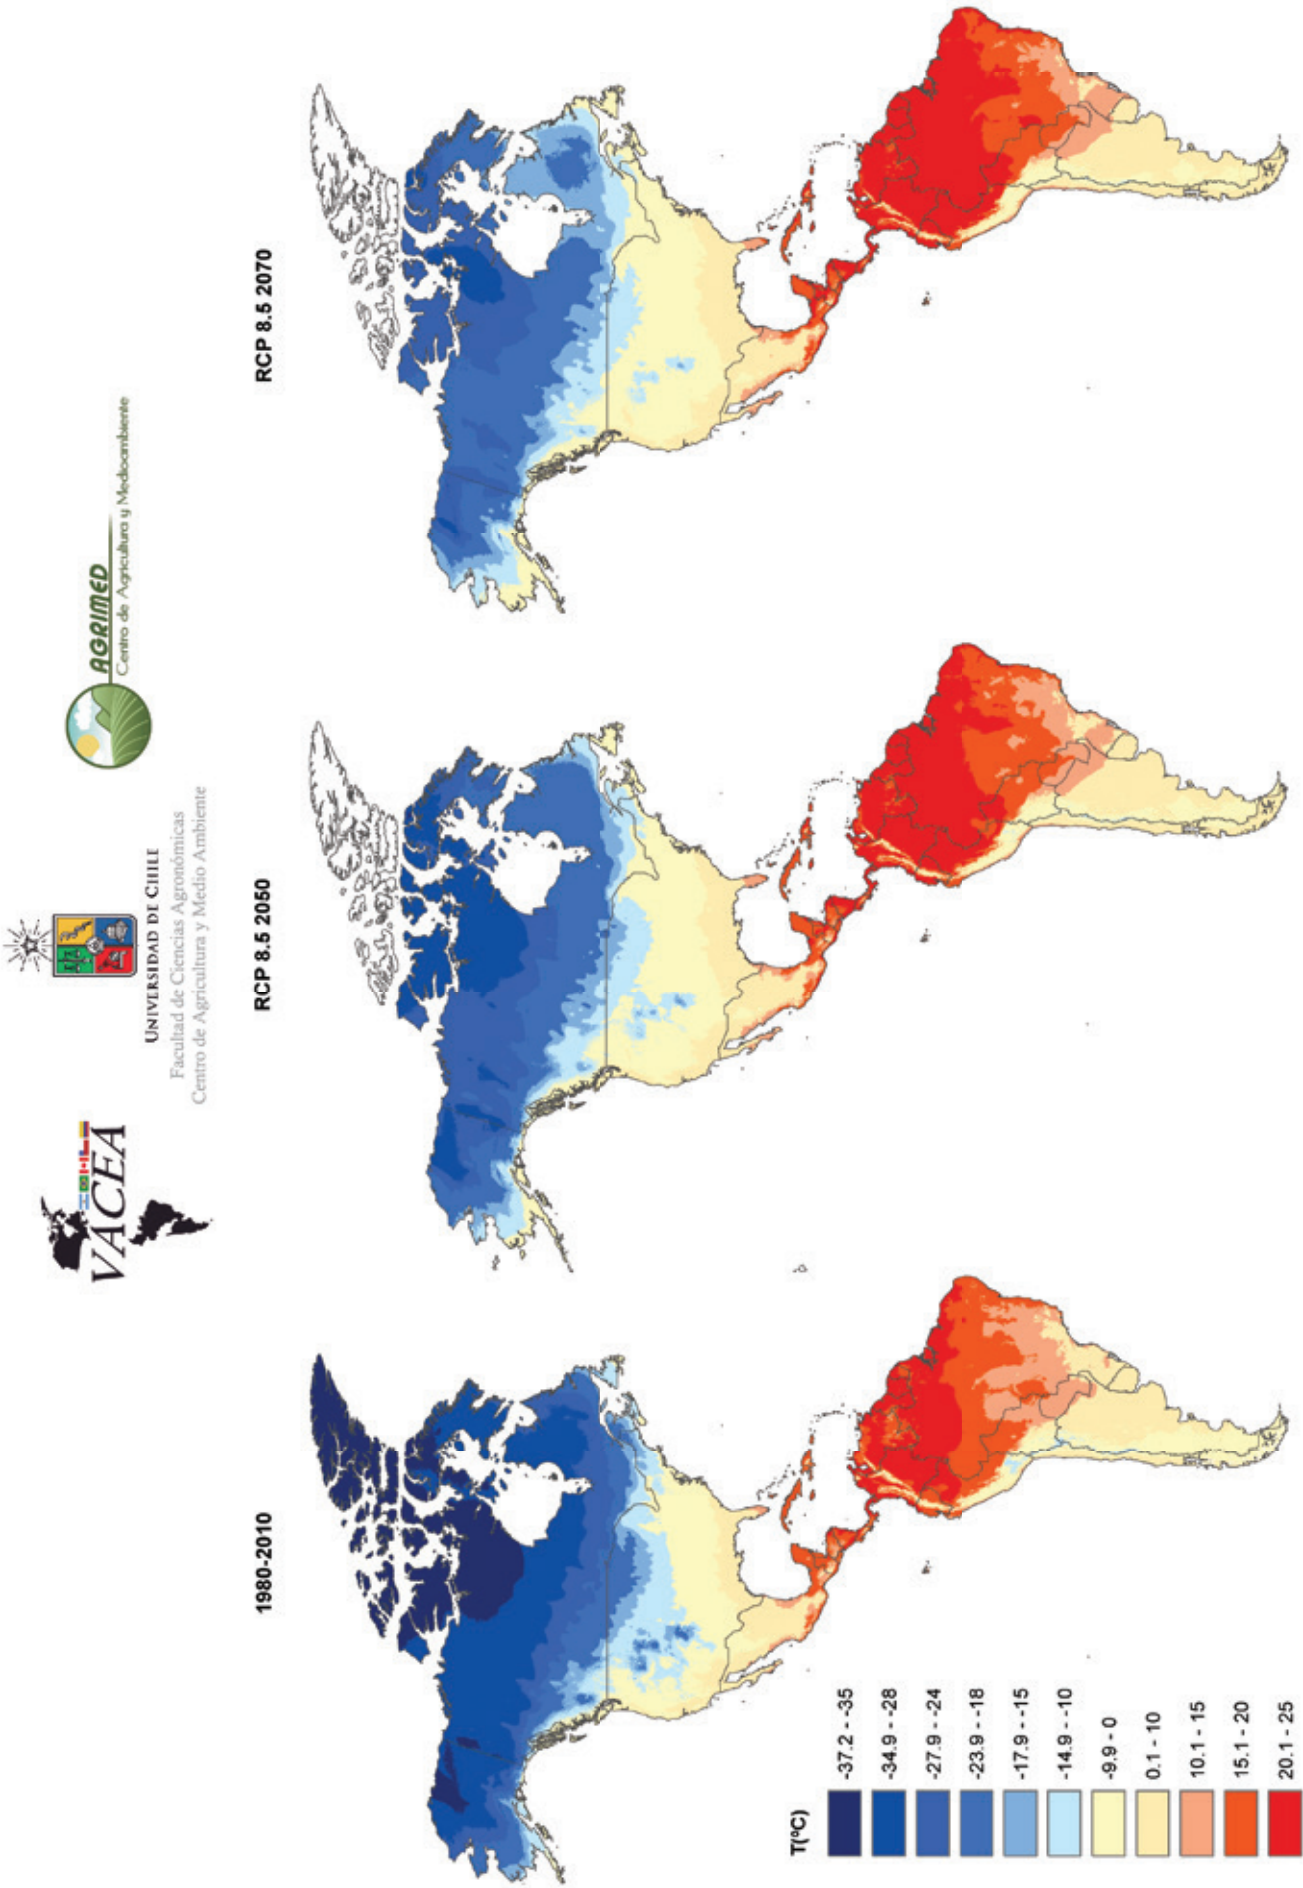 VACEA
UNIVERSIDAD DE CHILE
Facultad de Ciencias Agronómicas
Centro de Agricultura y Medio Ambiente
AGRIMED
Centro de Agricultura y Medioambiente
1980-2010
RCP 8.5 2050
RCP 8.5 2070
T(ºC)
-37.2 - -35
-34.9 - -28
-27.9 - -24
-23.9 - -18
-17.9 - -15
-14.9 - -10
-9.9 - 0
0.1 - 10
10.1 - 15
15.1 - 20
20.1 - 25